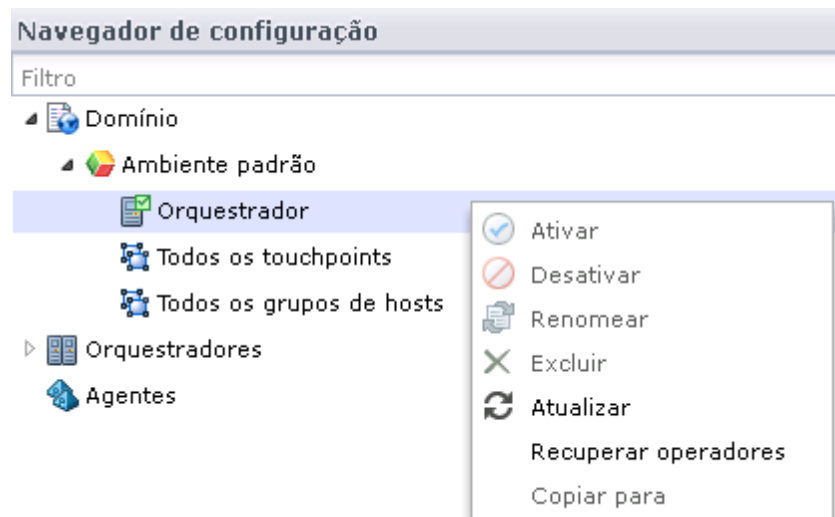 Navegador de configuração
Filtro
Domínio
Ambiente padrão
Orquestrador
Todos os touchpoints
Todos os grupos de hosts
Orquestradores
Agentes
Ativar
Desativar
Renomear
Excluir
Atualizar
Recuperar operadores
Copiar para